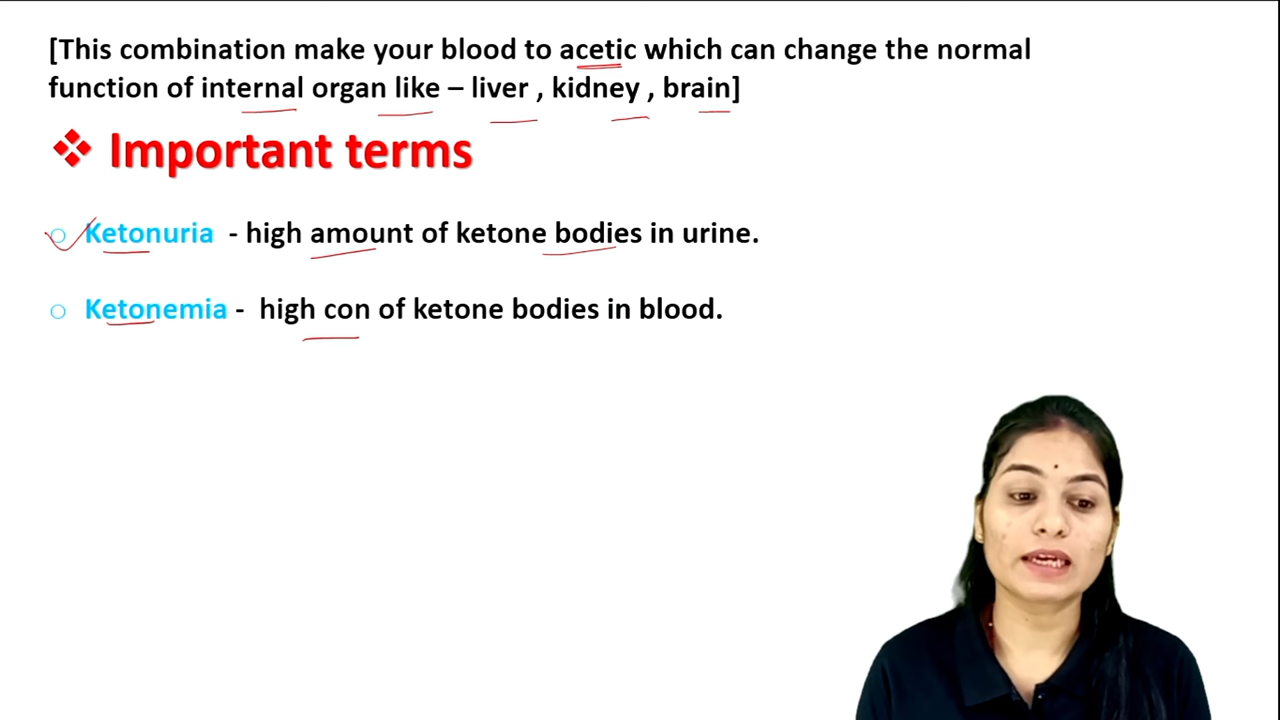 [This combination make your blood to acetic which can change the normal
function of internal organ like – liver , kidney , brain]
❖ Important terms
○ Ketonuria - high amount of ketone bodies in urine.
○ Ketonemia - high con of ketone bodies in blood.